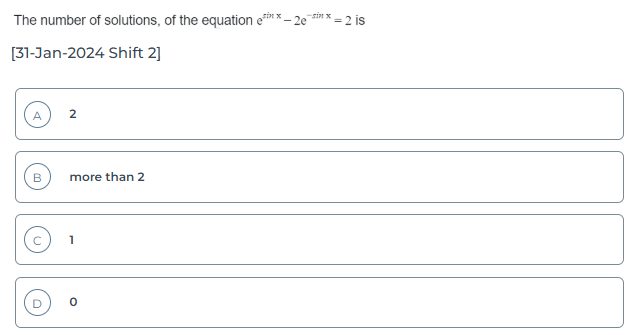 The number of solutions, of the equation e^{sin x} – 2e^{-sin x} = 2 is
[31-Jan-2024 Shift 2]
A 2
B more than 2
C 1
D 0